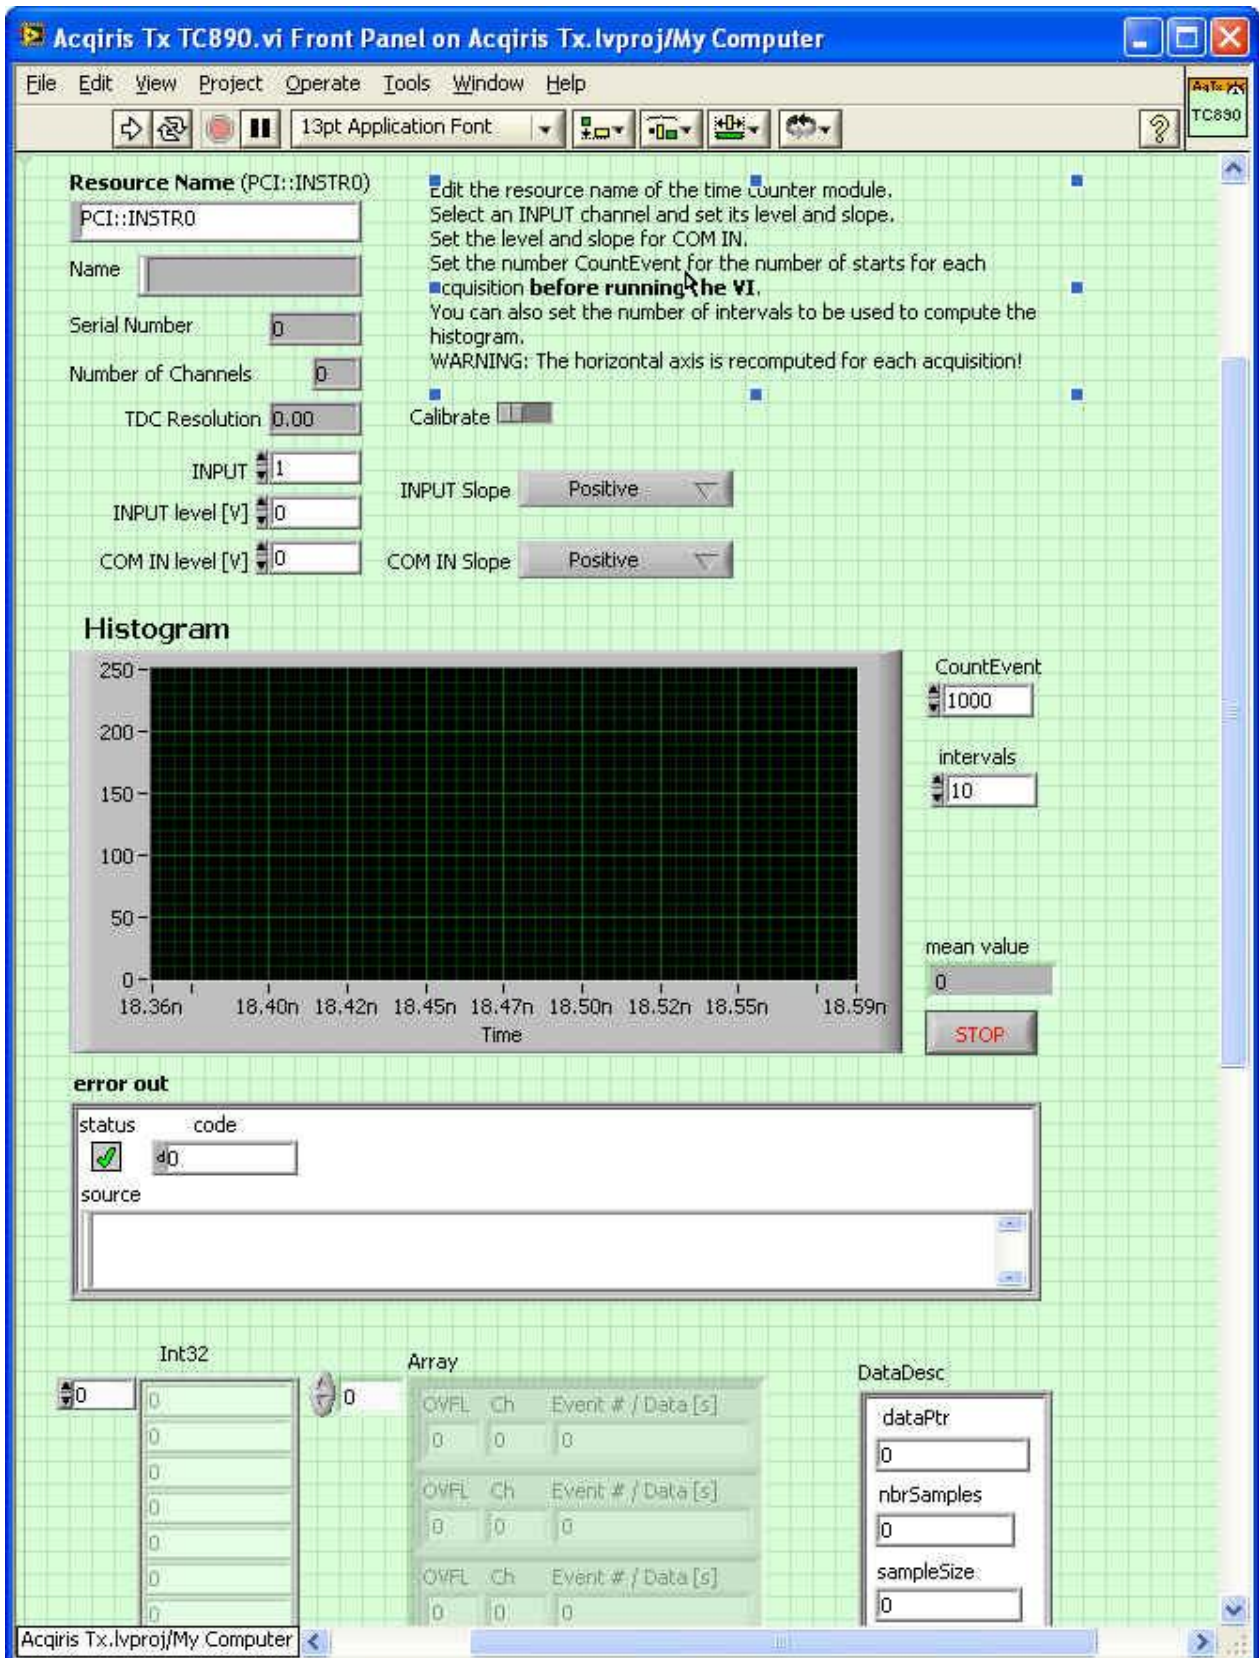 Acqiris Tx TC890.vi Front Panel on Acqiris Tx.lvproj/My Computer
File Edit View Project Operate Tools Window Help
13pt Application Font
AqTx
TC890
Resource Name (PCI::INSTR0)
PCI::INSTR0
Name
Serial Number 0
Number of Channels 0
TDC Resolution 0.00
INPUT 1
INPUT level [V] 0
COM IN level [V] 0
Edit the resource name of the time counter module.
Select an INPUT channel and set its level and slope.
Set the level and slope for COM IN.
Set the number CountEvent for the number of starts for each
acquisition before running the VI.
You can also set the number of intervals to be used to compute the
histogram.
WARNING: The horizontal axis is recomputed for each acquisition!
Calibrate
INPUT Slope Positive
COM IN Slope Positive
Histogram
250
200
150
100
50
0
18.36n 18.40n 18.42n 18.45n 18.47n 18.50n 18.52n 18.55n 18.59n
Time
CountEvent
1000
intervals
10
mean value
0
STOP
error out
status code
d0
source
Int32
0
0
0
0
0
0
0
0
Array
0
OVFL Ch Event # / Data [s]
0 0 0
OVFL Ch Event # / Data [s]
0 0 0
OVFL Ch Event # / Data [s]
0 0 0
DataDesc
dataPtr
0
nbrSamples
0
sampleSize
0
Acqiris Tx.lvproj/My Computer